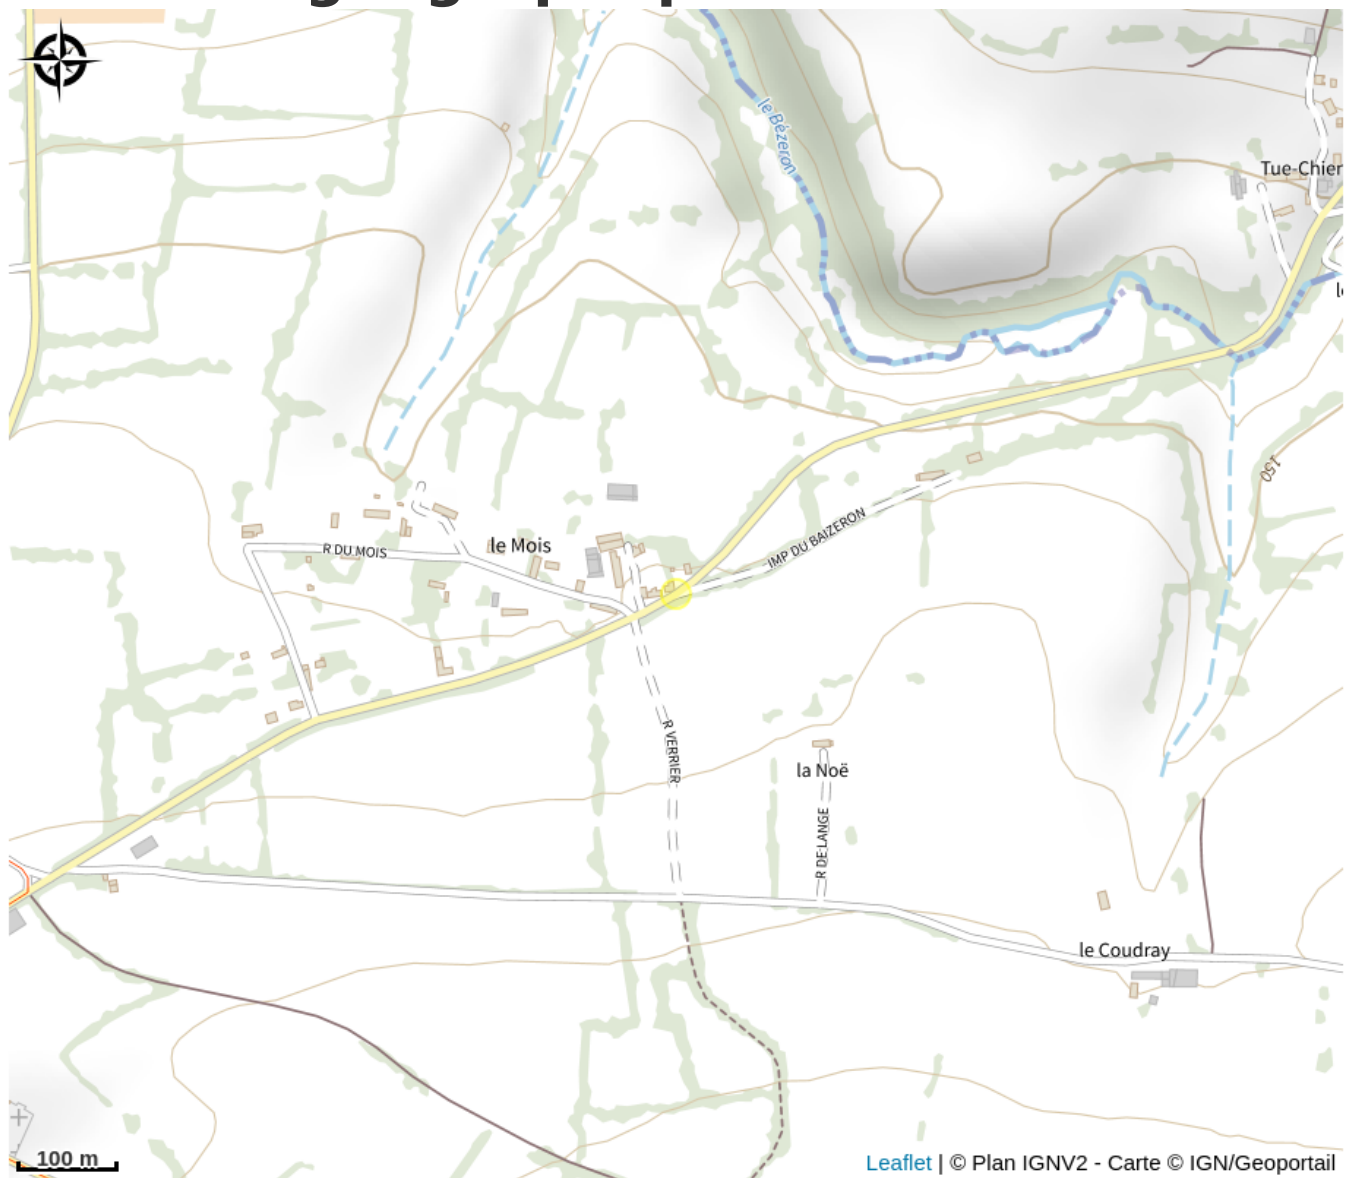 le Bézeron
Tue-Chien
150
R DU MOIS
le Mois
IMP DU BAIZERON
R VERRIER
la Noë
R DE LANGE
le Coudray
100 m
Leaflet | © Plan IGNV2 - Carte © IGN/Geoportail